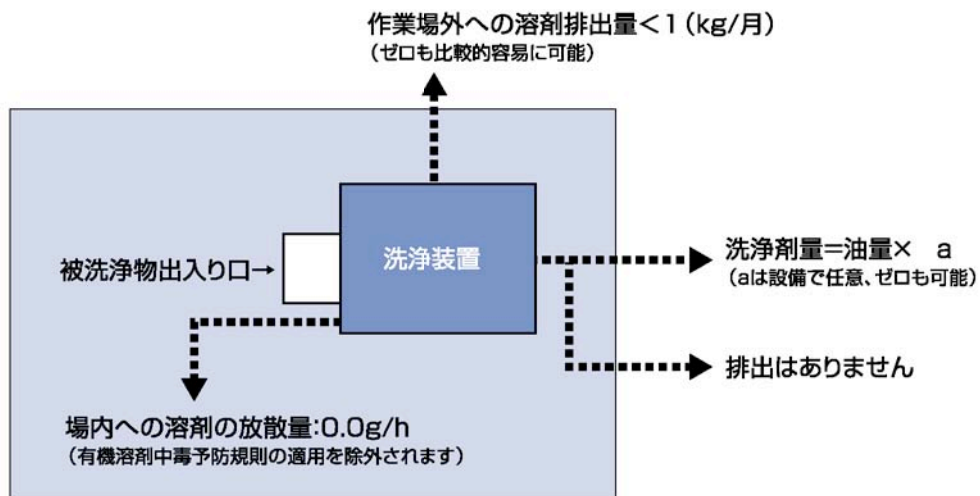 作業場外への溶剤排出量＜1（kg/月）
（ゼロも比較的容易に可能）
被洗浄物出入り口→
洗浄装置
洗浄剤量＝油量×　a
（aは設備で任意、ゼロも可能）
排出はありません
場内への溶剤の放散量：0.0g/h
（有機溶剤中毒予防規則の適用を除外されます）